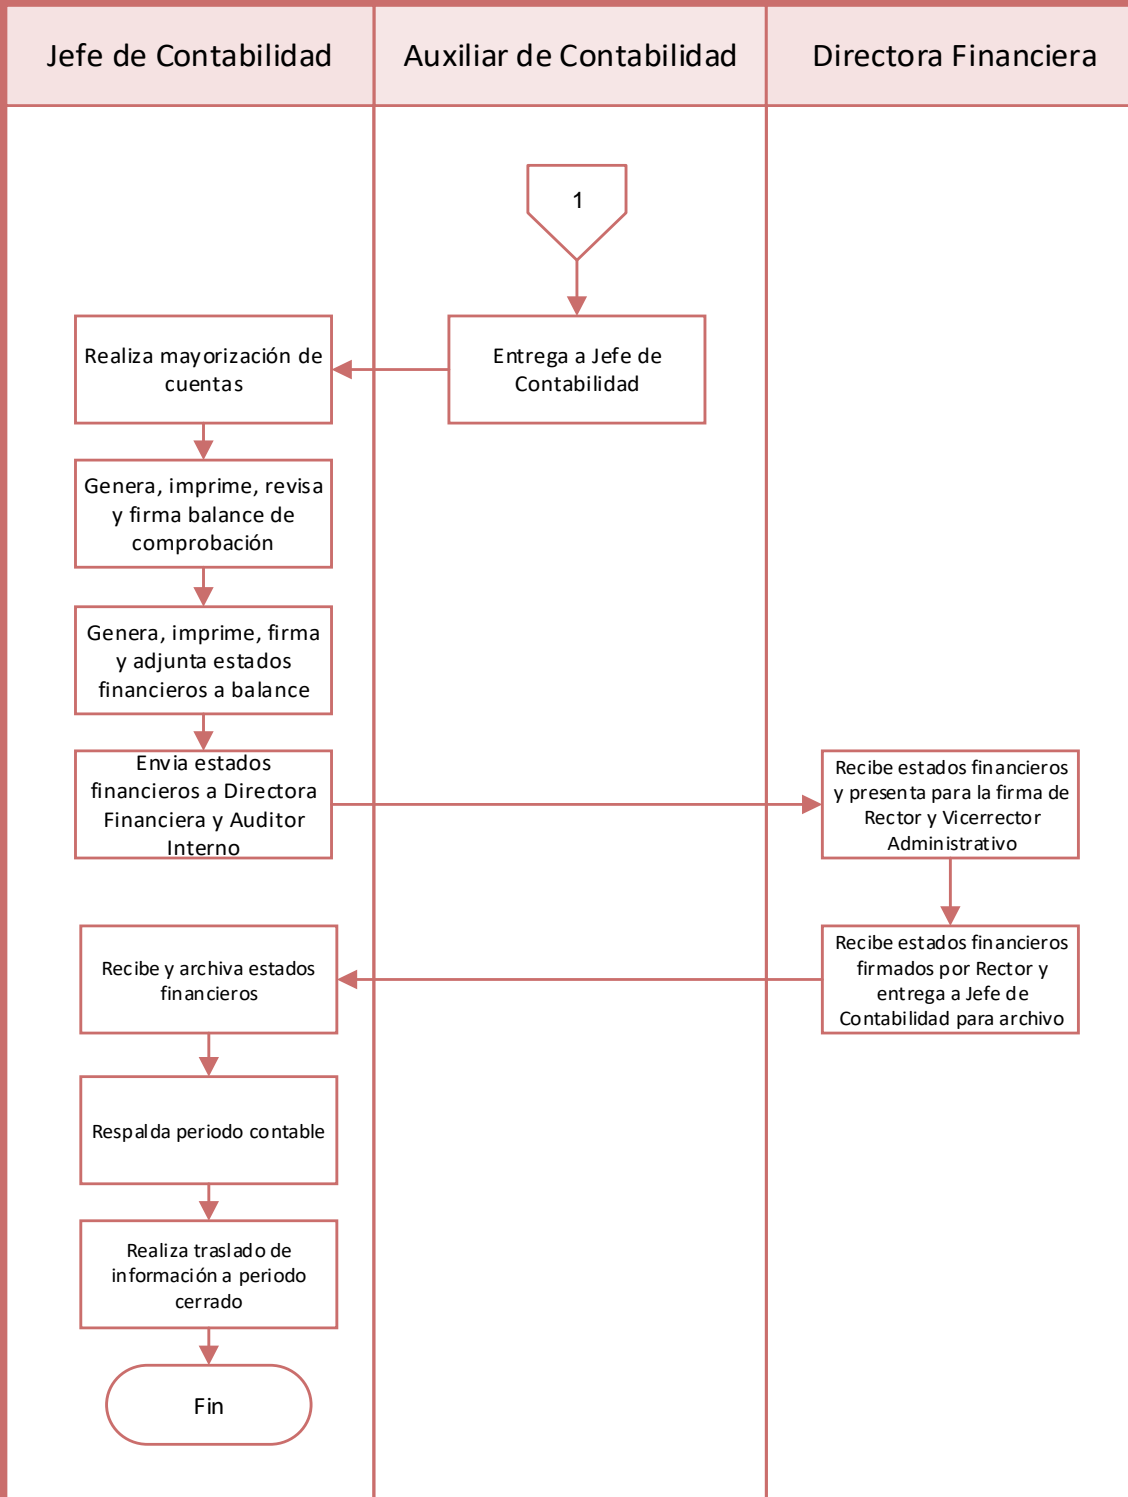 Jefe de Contabilidad
Auxiliar de Contabilidad
Directora Financiera
1
Entrega a Jefe de
Contabilidad
Realiza mayorización de
cuentas
Genera, imprime, revisa
y firma balance de
comprobación
Genera, imprime, firma
y adjunta estados
financieros a balance
Envia estados
financieros a Directora
Financiera y Auditor
Interno
Recibe estados financieros
y presenta para la firma de
Rector y Vicerrector
Administrativo
Recibe estados financieros
firmados por Rector y
entrega a Jefe de
Contabilidad para archivo
Recibe y archiva estados
financieros
Respalda periodo contable
Realiza traslado de
información a periodo
cerrado
Fin